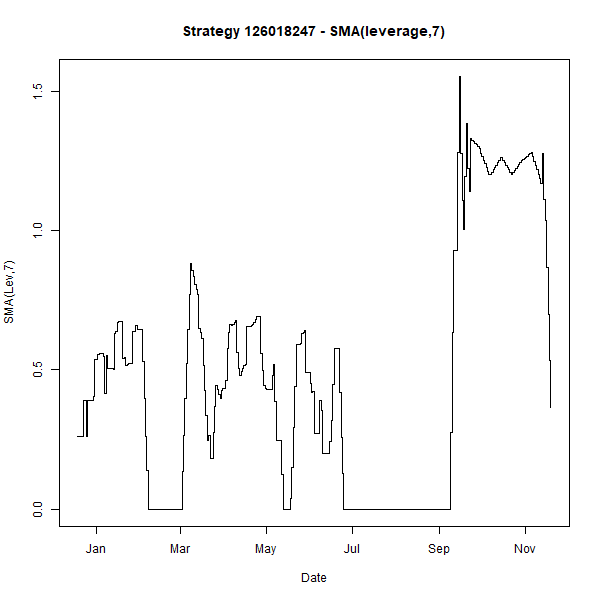 Strategy 126018247 - SMA(leverage,7)
SMA(Lev,7)
1.5
1.0
0.5
0.0
Jan Mar May Jul Sep Nov
Date